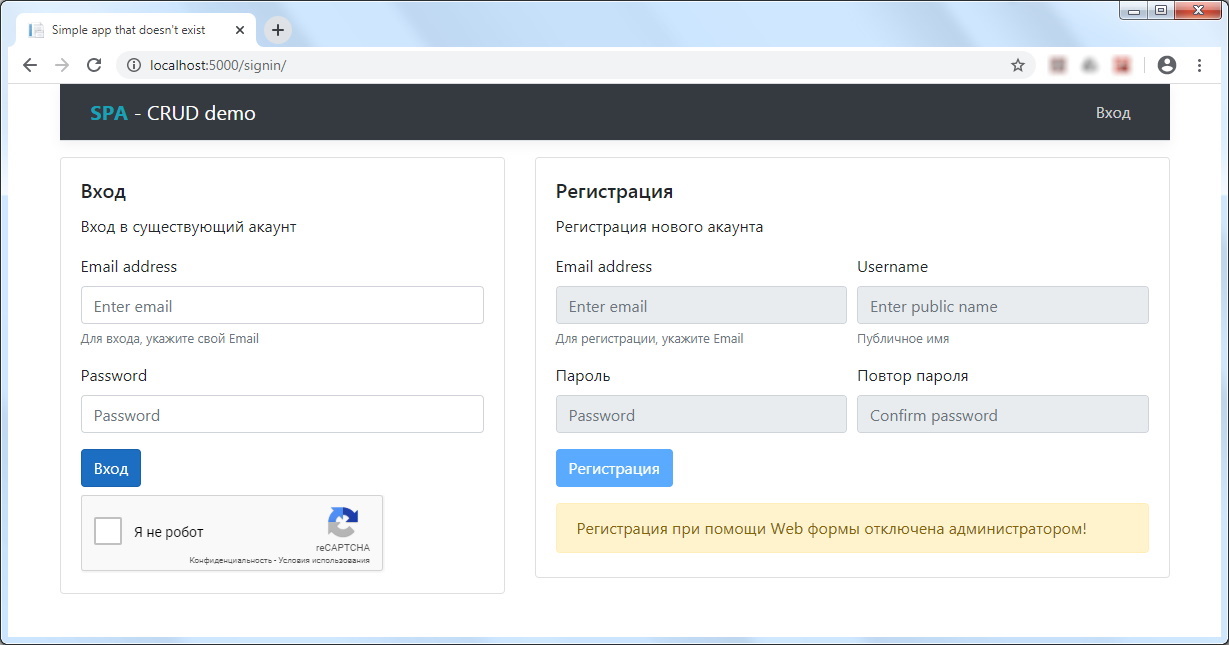 Simple app that doesn't exist
localhost:5000/signin/
SPA - CRUD demo
Вход
Вход
Вход в существующий акаунт
Email address
Enter email
Для входа, укажите свой Email
Password
Password
Вход
Я не робот
reCAPTCHA
Конфиденциальность - Условия использования
Регистрация
Регистрация нового акаунта
Email address Username
Enter email Enter public name
Для регистрации, укажите Email Публичное имя
Пароль Повтор пароля
Password Confirm password
Регистрация
Регистрация при помощи Web формы отключена администратором!